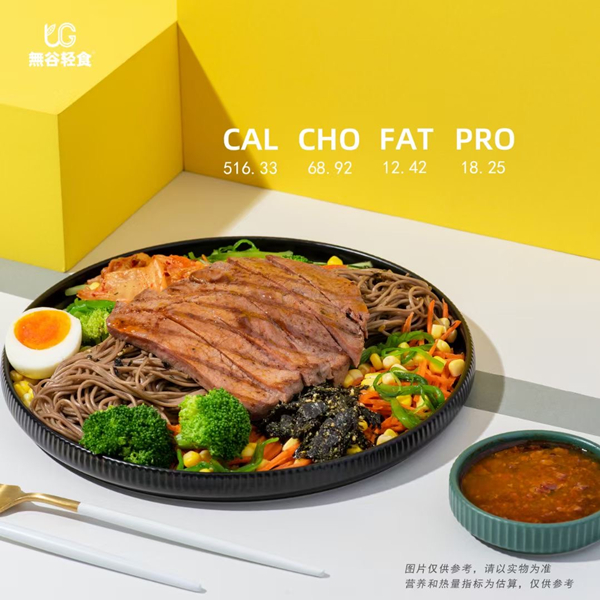 UG
無谷轻食
CAL CHO FAT PRO
516.33 68.92 12.42 18.25
图片仅供参考，请以实物为准
营养和热量指标为估算，仅供参考